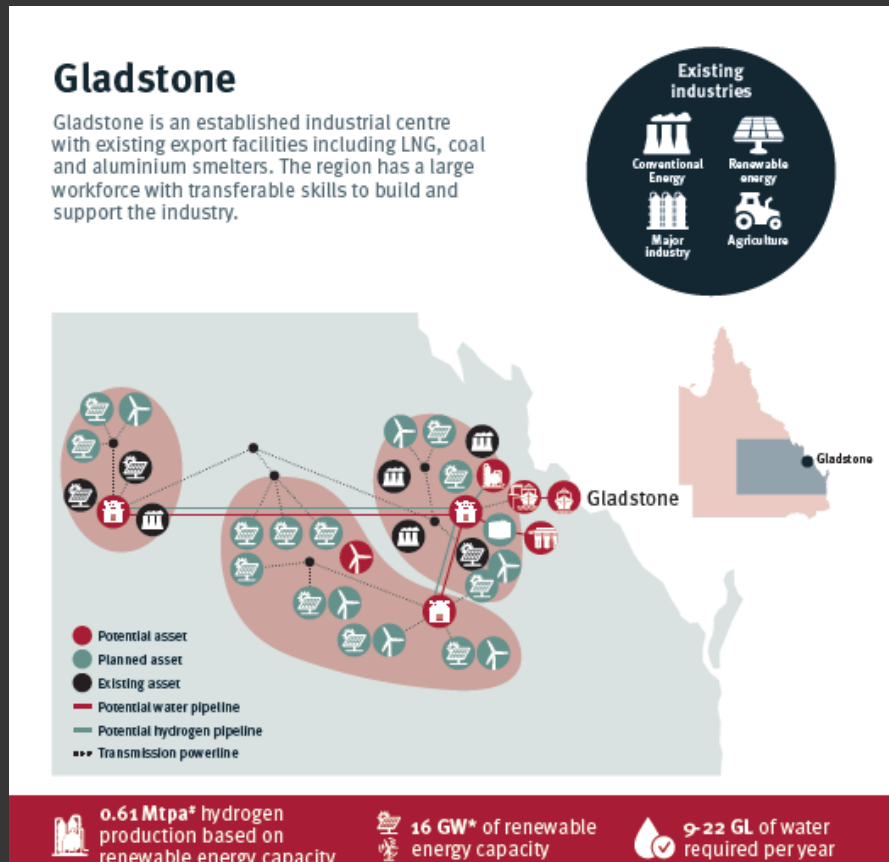 Gladstone
Gladstone is an established industrial centre
with existing export facilities including LNG, coal
and aluminium smelters. The region has a large
workforce with transferable skills to build and
support the industry.
Existing
industries
Conventional
Energy
Renewable
energy
Major
industry
Agriculture
Gladstone
Gladstone
Potential asset
Planned asset
Existing asset
Potential water pipeline
Potential hydrogen pipeline
Transmission powerline
0.61 Mtpa‡ hydrogen
production based on
renewable energy capacity
16 GW* of renewable
energy capacity
9-22 GL of water
required per year